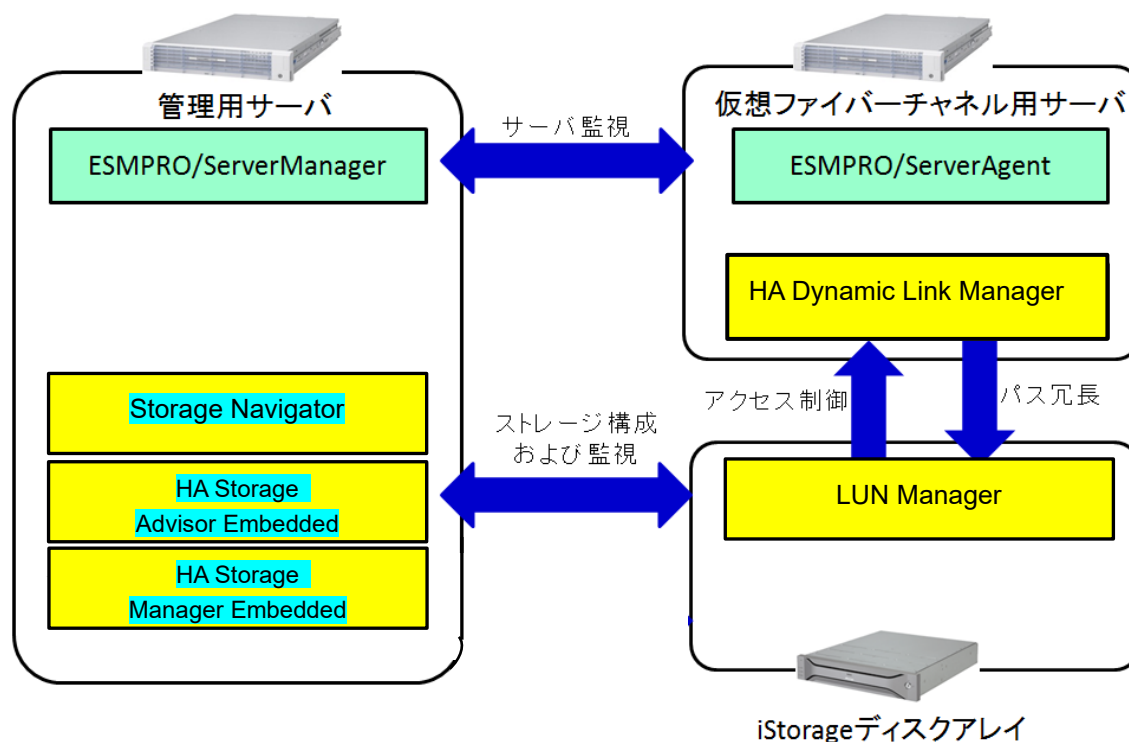 管理用サーバ
ESMPRO/ServerManager
Storage Navigator
HA Storage
Advisor Embedded
HA Storage
Manager Embedded
サーバ監視
ストレージ構成
および監視
仮想ファイバーチャネル用サーバ
ESMPRO/ServerAgent
HA Dynamic Link Manager
アクセス制御
パス冗長
LUN Manager
iStorageディスクアレイ